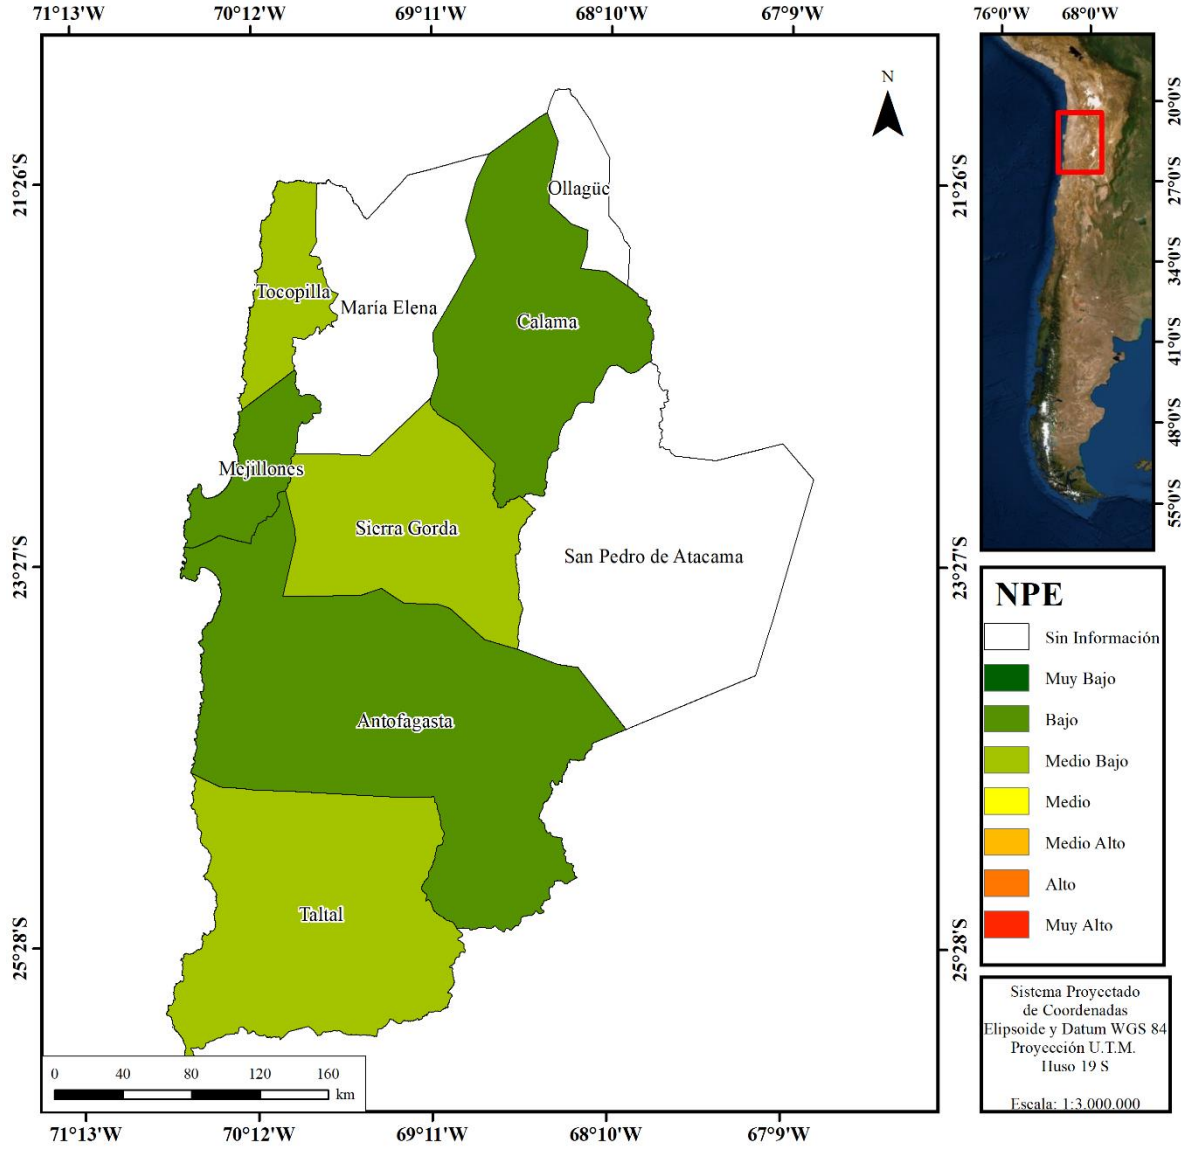 71°13'W 70°12'W 69°11'W 68°10'W 67°9'W
76°0'W 68°0'W
N
21°26'S
23°27'S
25°28'S
Ollagüe
Tocopilla
María Elena
Calama
Mejillones
Sierra Gorda
San Pedro de Atacama
Antofagasta
Taltal
21°26'S
23°27'S
25°28'S
0 40 80 120 160
km
71°13'W 70°12'W 69°11'W 68°10'W 67°9'W
20°0'S
27°0'S
34°0'S
41°0'S
48°0'S
55°0'S
NPE
Sin Información
Muy Bajo
Bajo
Medio Bajo
Medio
Medio Alto
Alto
Muy Alto
Sistema Proyectado
de Coordenadas
Elipsoide y Datum WGS 84
Proyección U.T.M.
Huso 19 S
Escala: 1:3.000.000